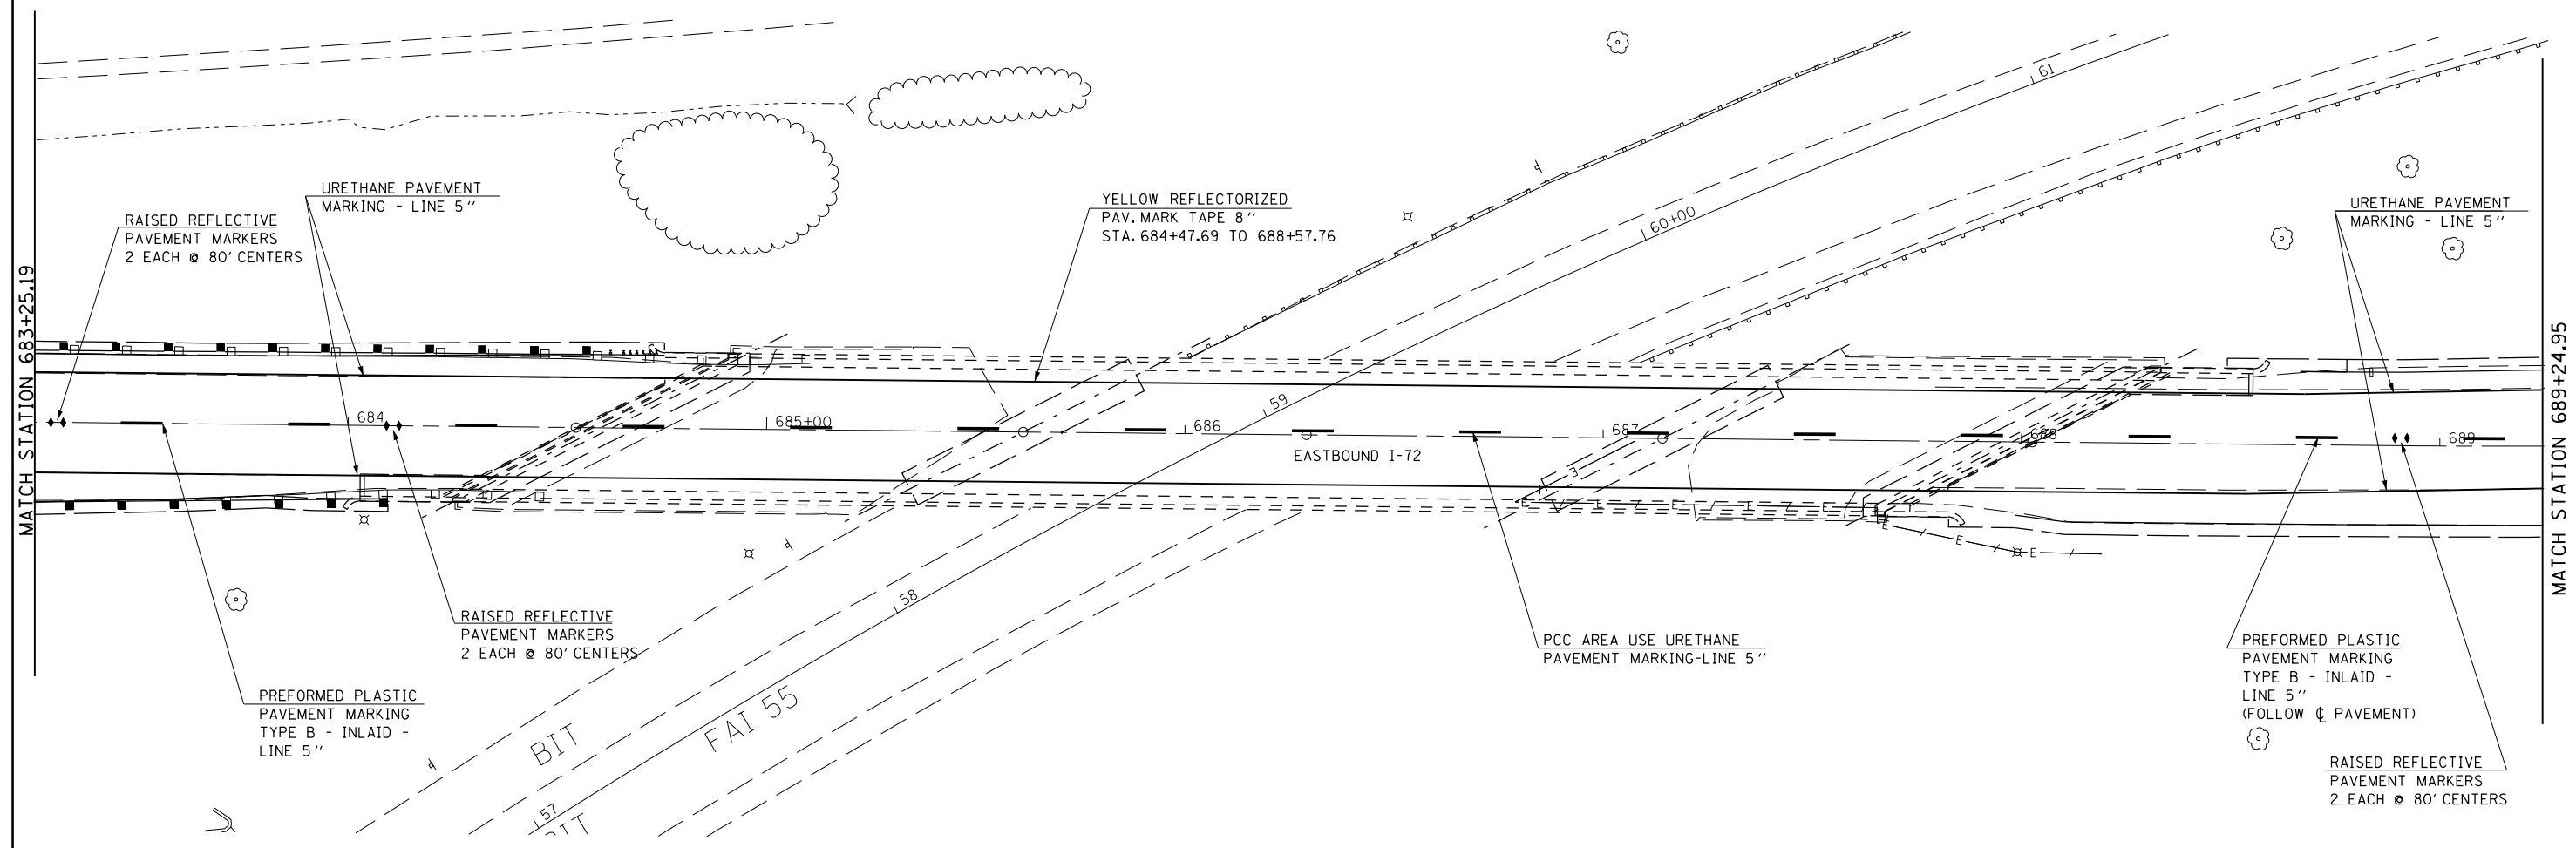 MATCH STATION 683+25.19
RAISED REFLECTIVE
PAVEMENT MARKERS
2 EACH @ 80' CENTERS
URETHANE PAVEMENT
MARKING - LINE 5"
YELLOW REFLECTORIZED
PAV. MARK TAPE 8"
STA. 684+47.69 TO 688+57.76
61
60+00
59
58
57
URETHANE PAVEMENT
MARKING - LINE 5"
MATCH STATION 689+24.95
684
685+00
686
687
688
689
EASTBOUND I-72
E
E
E
E
E
E
E
E
E
E
RAISED REFLECTIVE
PAVEMENT MARKERS
2 EACH @ 80' CENTERS
PREFORMED PLASTIC
PAVEMENT MARKING
TYPE B - INLAID -
LINE 5"
BIT
FAI 55
BIT
PCC AREA USE URETHANE
PAVEMENT MARKING-LINE 5"
PREFORMED PLASTIC
PAVEMENT MARKING
TYPE B - INLAID -
LINE 5"
(FOLLOW ℄ PAVEMENT)
RAISED REFLECTIVE
PAVEMENT MARKERS
2 EACH @ 80' CENTERS